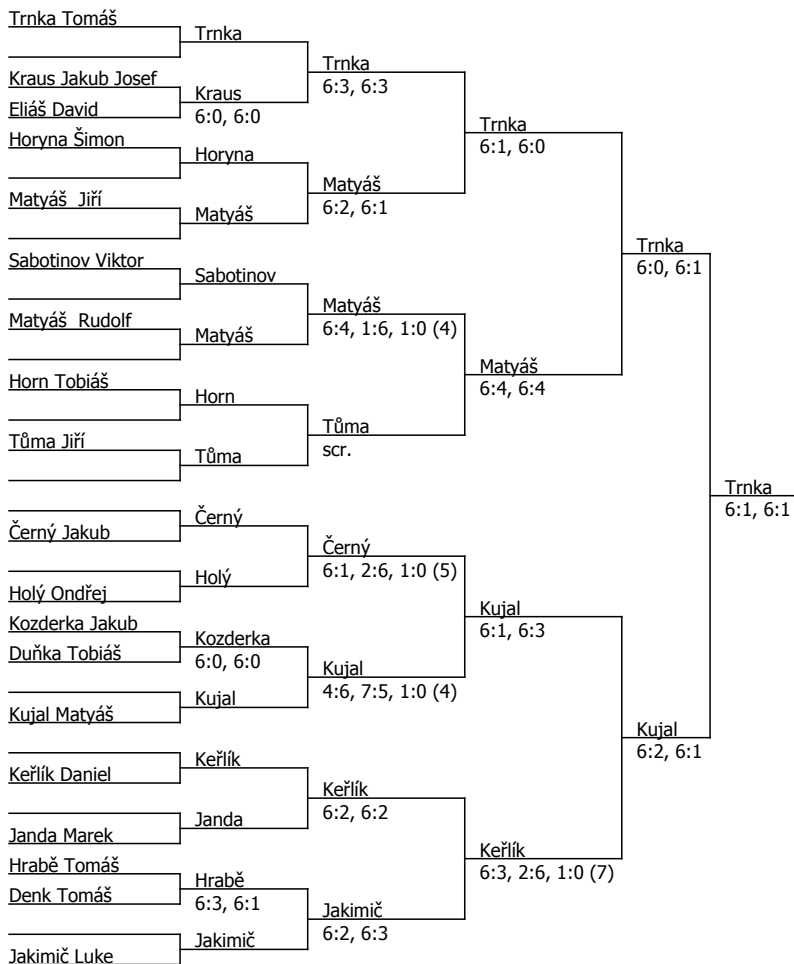 Trnka Tomáš
Trnka
Trnka
6:3, 6:3
Kraus Jakub Josef
Kraus
6:0, 6:0
Eliáš David
Trnka
6:1, 6:0
Horyna Šimon
Horyna
Matyáš
6:2, 6:1
Matyáš Jiří
Matyáš
Trnka
6:0, 6:1
Sabotinov Viktor
Sabotinov
Matyáš
6:4, 1:6, 1:0 (4)
Matyáš Rudolf
Matyáš
Matyáš
6:4, 6:4
Horn Tobiáš
Horn
Tůma
scr.
Tůma Jiří
Tůma
Trnka
6:1, 6:1
Černý
Černý Jakub
Černý
6:1, 2:6, 1:0 (5)
Holý
Holý Ondřej
Kujal
6:1, 6:3
Kozderka Jakub
Kozderka
6:0, 6:0
Duňka Tobiáš
Kujal
4:6, 7:5, 1:0 (4)
Kujal
Kujal Matyáš
Kujal
6:2, 6:1
Keřlík
Keřlík Daniel
Keřlík
6:2, 6:2
Janda
Janda Marek
Keřlík
6:3, 2:6, 1:0 (7)
Hrabě Tomáš
Hrabě
6:3, 6:1
Denk Tomáš
Jakimič
6:2, 6:3
Jakimič
Jakimič Luke